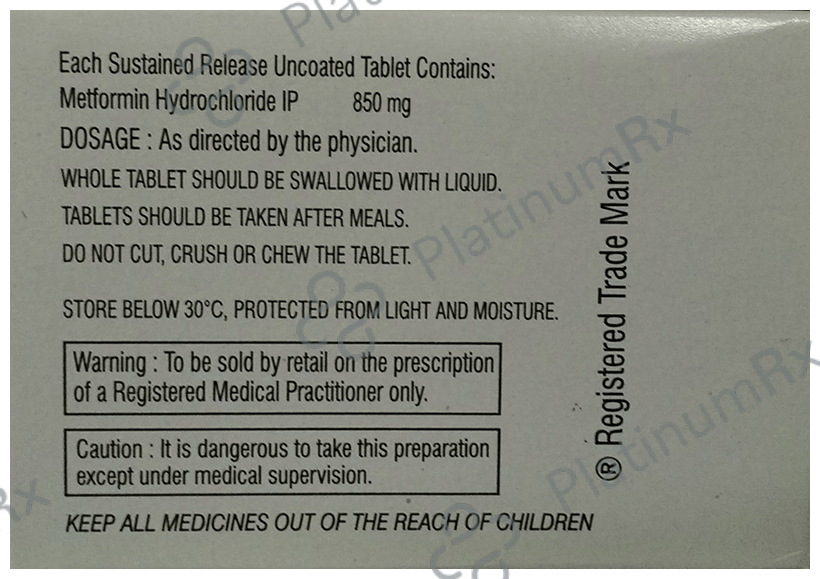 Each Sustained Release Uncoated Tablet Contains:
Metformin Hydrochloride IP 850 mg
DOSAGE : As directed by the physician.
WHOLE TABLET SHOULD BE SWALLOWED WITH LIQUID.
TABLETS SHOULD BE TAKEN AFTER MEALS.
DO NOT CUT, CRUSH OR CHEW THE TABLET.
STORE BELOW 30°C, PROTECTED FROM LIGHT AND MOISTURE.
Warning : To be sold by retail on the prescription
of a Registered Medical Practitioner only.
Caution : It is dangerous to take this preparation
except under medical supervision.
KEEP ALL MEDICINES OUT OF THE REACH OF CHILDREN
® Registered Trade Mark
PlatinumRx
PlatinumRx
PlatinumRx
Rx